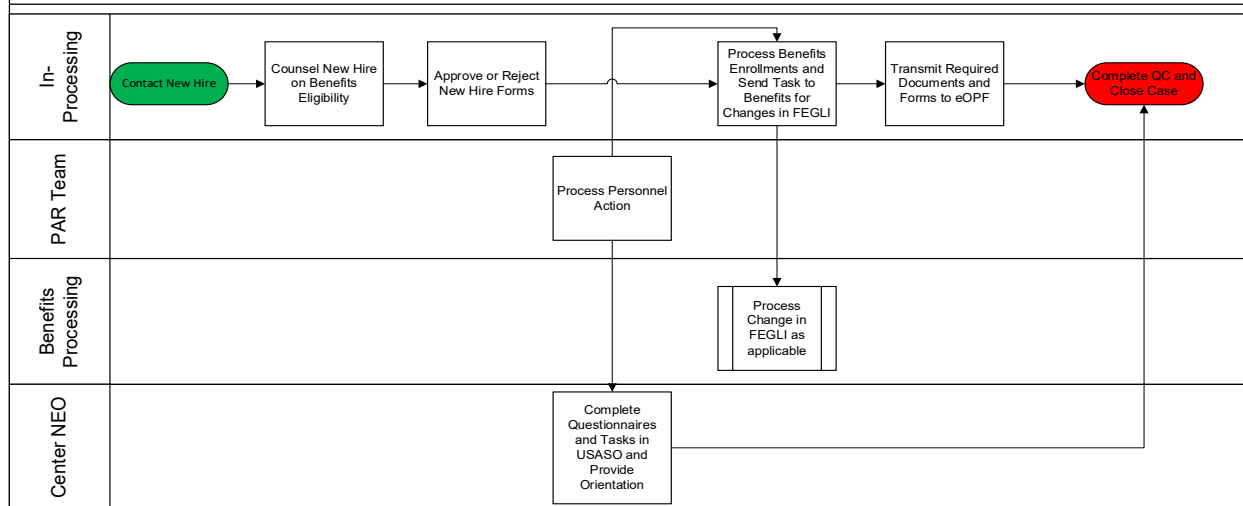 In-
Processing
Contact New Hire
Counsel New Hire
on Benefits
Eligibility
Approve or Reject
New Hire Forms
Process Benefits
Enrollments and
Send Task to
Benefits for
Changes in FEGLI
Transmit Required
Documents and
Forms to eOPF
Complete QC and
Close Case
PAR Team
Process Personnel
Action
Benefits
Processing
Process
Change in
FEGLI as
applicable
Center NEO
Complete
Questionnaires
and Tasks in
USASO and
Provide
Orientation